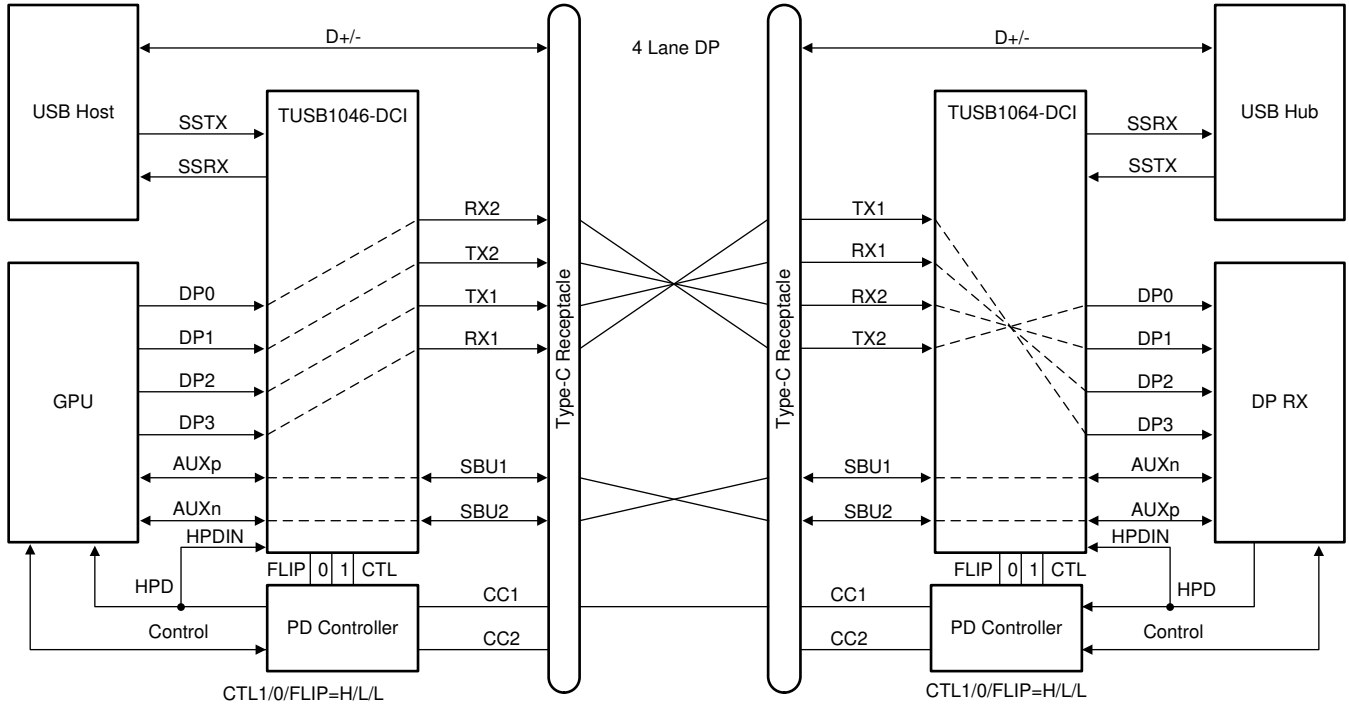 D+/-
4 Lane DP
D+/-
USB Host
TUSB1046-DCI
TUSB1064-DCI
USB Hub
SSTX
SSRX
SSRX
SSTX
RX2
TX2
TX1
RX1
Type-C Receptacle
Type-C Receptacle
TX1
RX1
RX2
TX2
GPU
DP0
DP1
DP2
DP3
AUXp
AUXn
SBU1
SBU2
SBU1
SBU2
DP0
DP1
DP2
DP3
AUXn
AUXp
DP RX
HPDIN
HPDIN
FLIP 0 1 CTL
FLIP 0 1 CTL
HPD
HPD
CC1
CC1
PD Controller
PD Controller
Control
CC2
CC2
Control
CTL1/0/FLIP=H/L/L
CTL1/0/FLIP=H/L/L